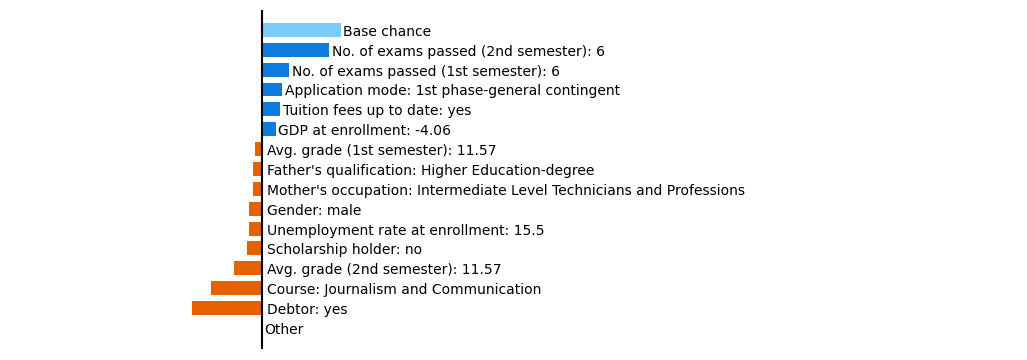 Base chance
No. of exams passed (2nd semester): 6
No. of exams passed (1st semester): 6
Application mode: 1st phase-general contingent
Tuition fees up to date: yes
GDP at enrollment: -4.06
Avg. grade (1st semester): 11.57
Father's qualification: Higher Education-degree
Mother's occupation: Intermediate Level Technicians and Professions
Gender: male
Unemployment rate at enrollment: 15.5
Scholarship holder: no
Avg. grade (2nd semester): 11.57
Course: Journalism and Communication
Debtor: yes
Other